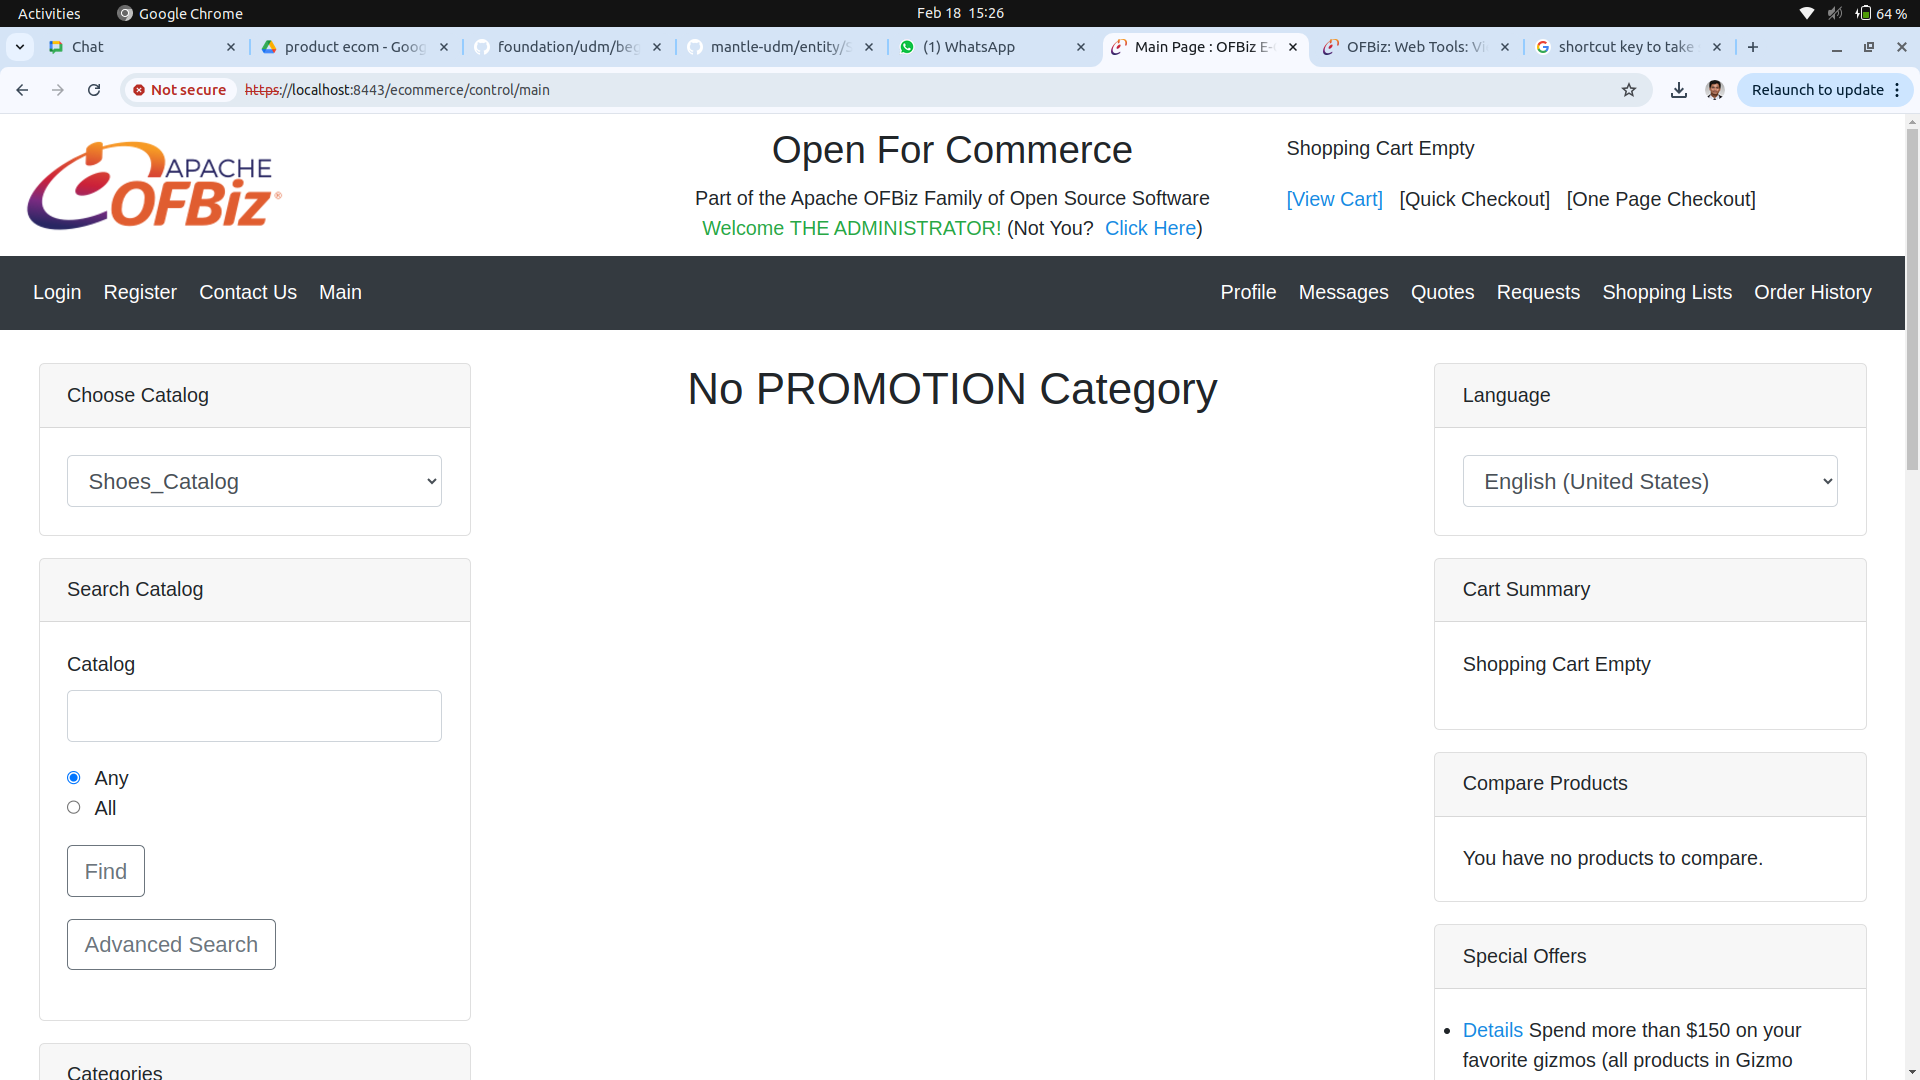 Activities
Google Chrome
Feb 18 15:26
64 %
Chat
product ecom - Goog
foundation/udm/beg
mantle-udm/entity/S
(1) WhatsApp
Main Page : OFBiz E-
OFBiz: Web Tools: Vi
shortcut key to take
Not secure
https://localhost:8443/ecommerce/control/main
Relaunch to update
APACHE
OFBiz®
Open For Commerce
Part of the Apache OFBiz Family of Open Source Software
Welcome THE ADMINISTRATOR! (Not You? Click Here)
Shopping Cart Empty
[View Cart] [Quick Checkout] [One Page Checkout]
Login Register Contact Us Main
Profile Messages Quotes Requests Shopping Lists Order History
Choose Catalog
Shoes_Catalog
Search Catalog
Catalog
Any
All
Find
Advanced Search
Categories
No PROMOTION Category
Language
English (United States)
Cart Summary
Shopping Cart Empty
Compare Products
You have no products to compare.
Special Offers
Details Spend more than $150 on your
favorite gizmos (all products in Gizmo